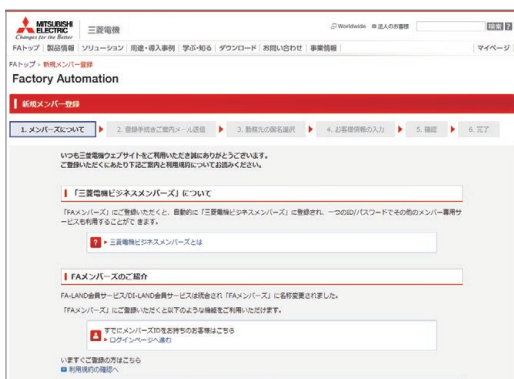 MITSUBISHI
ELECTRIC
Changes for the Better
三菱電機
Worldwide 法人のお客様
検索
FAトップ 製品情報 ソリューション 用途・導入事例 学ぶ・知る ダウンロード お問い合わせ 事業情報 マイページ
FAトップ › 新規メンバー登録
Factory Automation
新規メンバー登録
1. メンバーズについて 2. 登録手続きご案内メール送信 3. 勤務先の国名選択 4. お客様情報の入力 5. 確認 6. 完了
いつも三菱電機ウェブサイトをご利用いただき誠にありがとうございます。
ご登録いただくにあたり下記ご案内と利用規約についてお読みください。
「三菱電機ビジネスメンバーズ」について
「FAメンバーズ」にご登録いただくと、自動的に「三菱電機ビジネスメンバーズ」に登録され、一つのID/パスワードでその他のメンバー専用サ
ービスも利用することができ ます。
三菱電機ビジネスメンバーズとは
FAメンバーズのご紹介
FA-LAND会員サービス/DI-LAND会員サービスは統合され「FAメンバーズ」に名称変更されました。
「FAメンバーズ」にご登録いただくと以下のような機能をご利用いただけます。
すでにメンバーズIDをお持ちのお客様はこちら
ログインページへ進む
いますぐご登録の方はこちら
利用規約の確認へ